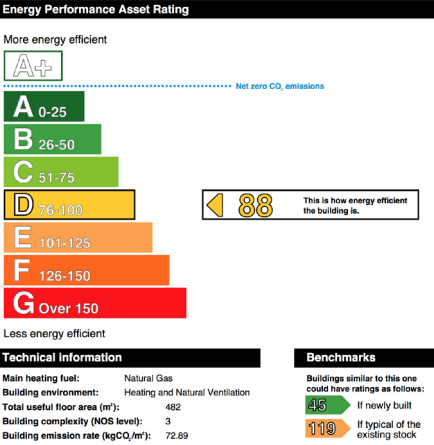 Energy Performance Asset Rating
More energy efficient
A+
Net zero CO₂ emissions
A 0-25
B 26-50
C 51-75
D 76-100
88
This is how energy efficient
the building is.
E 101-125
F 126-150
G Over 150
Less energy efficient
Technical information
Main heating fuel: Natural Gas
Building environment: Heating and Natural Ventilation
Total useful floor area (m²): 482
Building complexity (NOS level): 3
Building emission rate (kgCO₂/m²): 72.89
Benchmarks
Buildings similar to this one
could have ratings as follows:
45 If newly built
119 If typical of the
existing stock